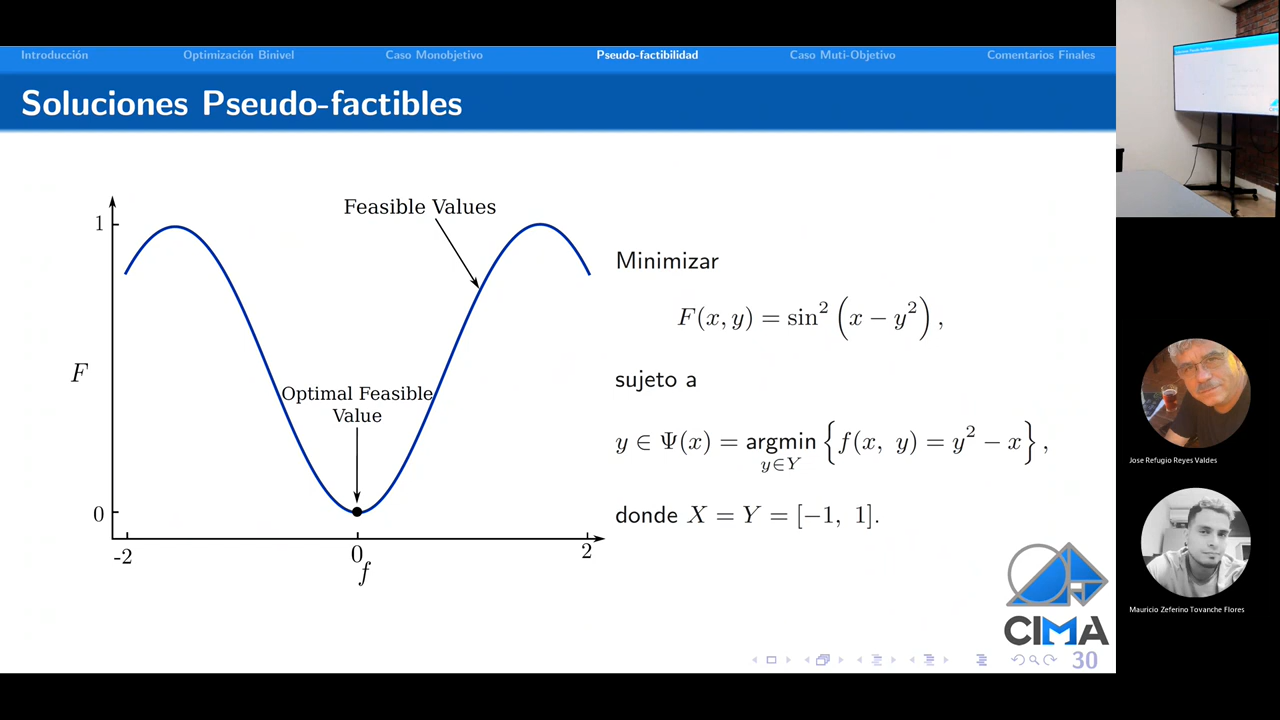 Introducción Optimización Binivel Caso Monobjetivo Pseudo-factibilidad Caso Muti-Objetivo Comentarios Finales
Soluciones Pseudo-factibles
Feasible Values
1
F
Optimal Feasible
Value
0
-2 0 2
f
Minimizar
F(x, y) = sin² (x − y²),
sujeto a
y ∈ Ψ(x) = argmin {f(x, y) = y² − x},
y∈Y
donde X = Y = [−1, 1].
CIMA
30
Jose Refugio Reyes Valdes
Mauricio Zeferino Tovanche Flores